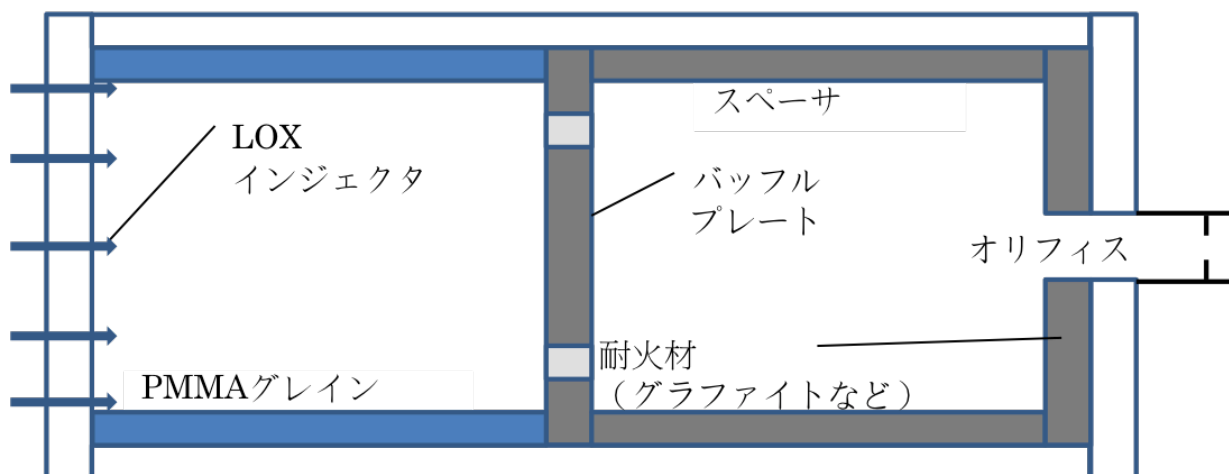 スペーサ
LOX
インジェクタ
バッフル
プレート
オリフィス
耐火材
（グラファイトなど）
PMMAグレイン